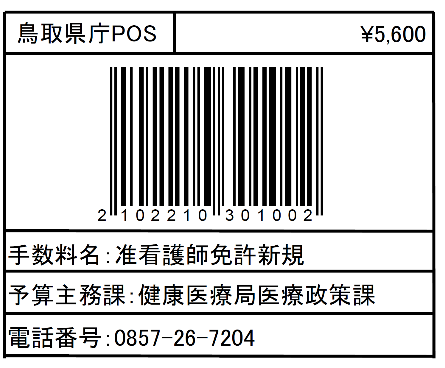 鳥取県庁POS ¥5,600
2 102210 301002
手数料名：准看護師免許新規
予算主務課：健康医療局医療政策課
電話番号：0857-26-7204